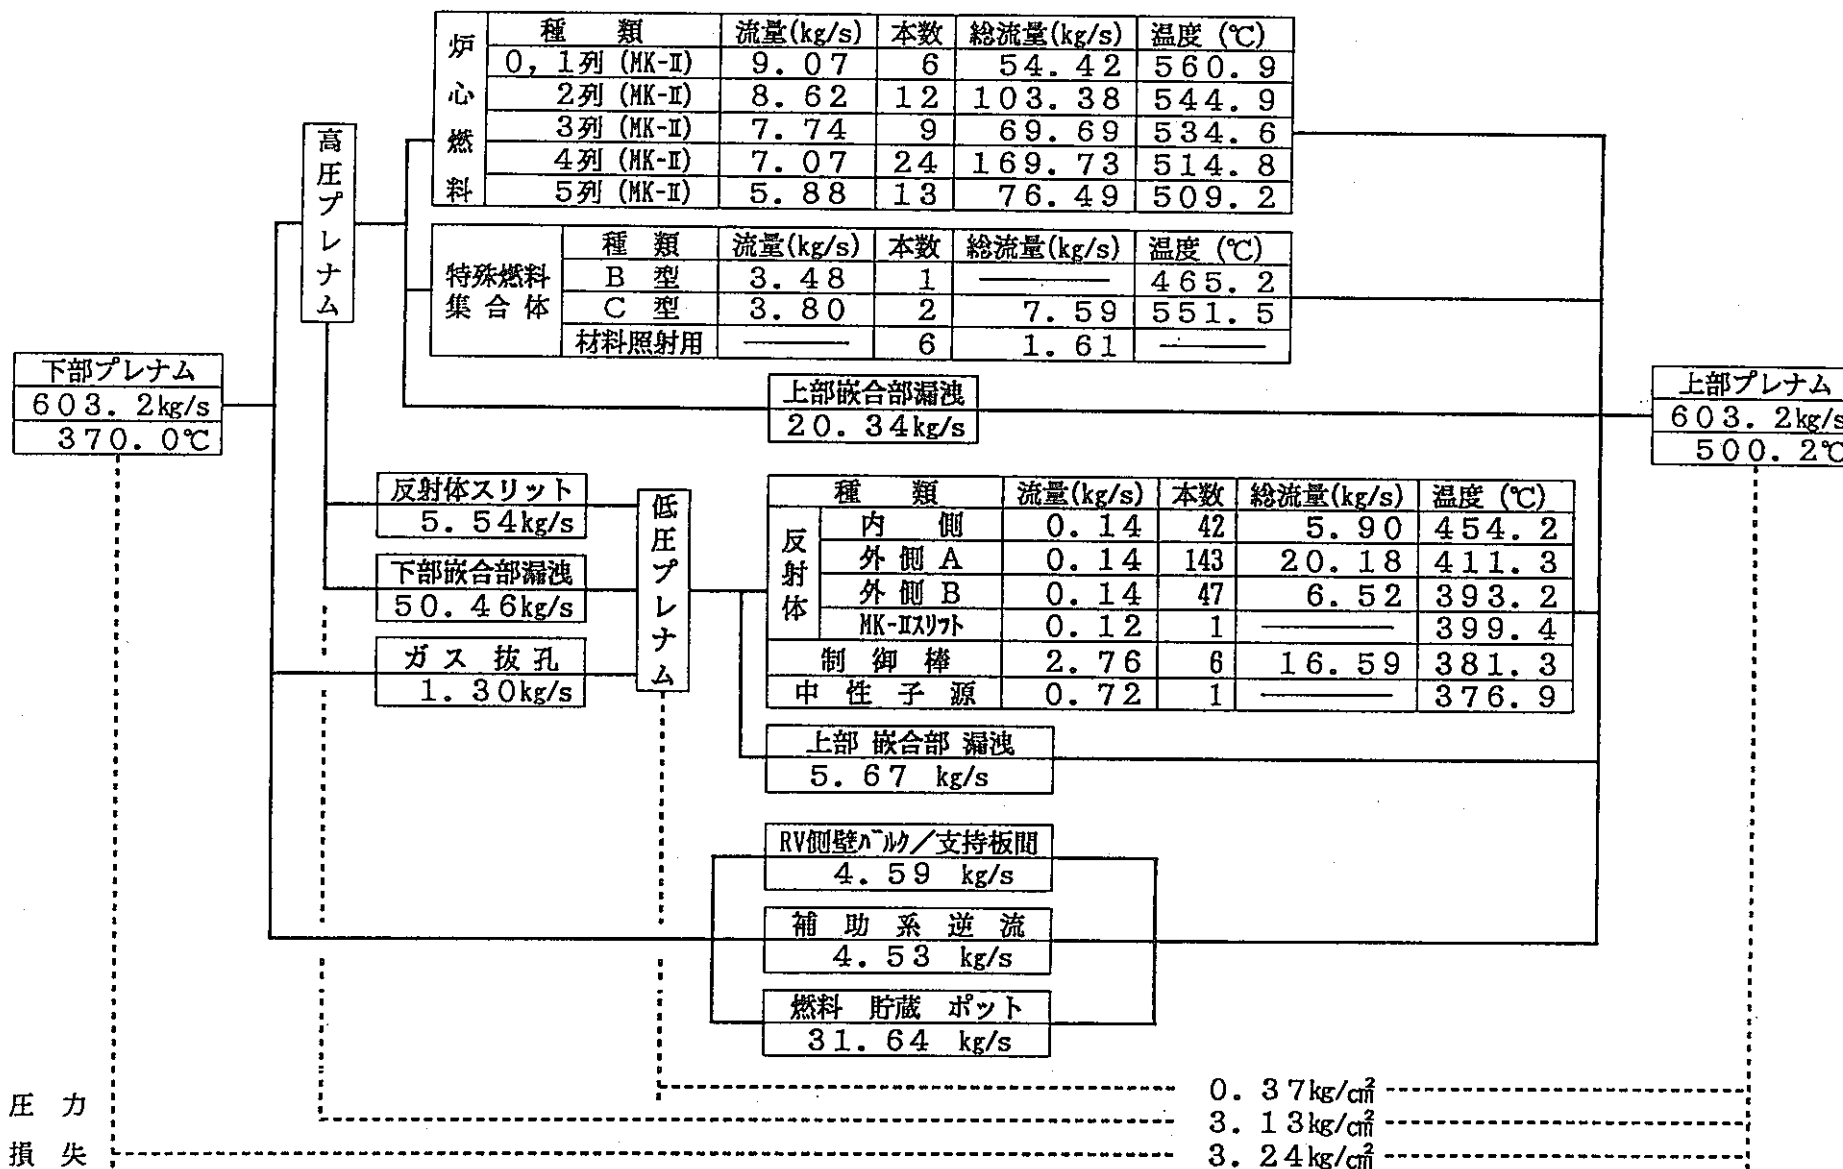 炉心燃料
種 類 流量(kg/s) 本数 総流量(kg/s) 温度 (℃)
0, 1列 (MK-Ⅱ) 9.07 6 54.42 560.9
2列 (MK-Ⅱ) 8.62 12 103.38 544.9
3列 (MK-Ⅱ) 7.74 9 69.69 534.6
4列 (MK-Ⅱ) 7.07 24 169.73 514.8
5列 (MK-Ⅱ) 5.88 13 76.49 509.2
高圧プレナム
特殊燃料
集合体
種 類 流量(kg/s) 本数 総流量(kg/s) 温度 (℃)
B 型 3.48 1 —— 465.2
C 型 3.80 2 7.59 551.5
材料照射用 —— 6 1.61 ——
下部プレナム
603.2kg/s
370.0℃
上部嵌合部漏洩
20.34kg/s
上部プレナム
603.2kg/s
500.2℃
反射体スリット
5.54kg/s
下部嵌合部漏洩
50.46kg/s
ガス 抜孔
1.30kg/s
低圧プレナム
種 類 流量(kg/s) 本数 総流量(kg/s) 温度 (℃)
反射体
内 側 0.14 42 5.90 454.2
外側 A 0.14 143 20.18 411.3
外側 B 0.14 47 6.52 393.2
MK-Ⅱスリフト 0.12 1 —— 399.4
制 御 棒 2.76 6 16.59 381.3
中 性 子 源 0.72 1 —— 376.9
上部 嵌合部 漏洩
5.67 kg/s
RV側壁バルク/支持板間
4.59 kg/s
補 助 系 逆 流
4.53 kg/s
燃料 貯蔵 ポット
31.64 kg/s
圧 力
損 失
0.37kg/c㎡
3.13kg/c㎡
3.24kg/c㎡